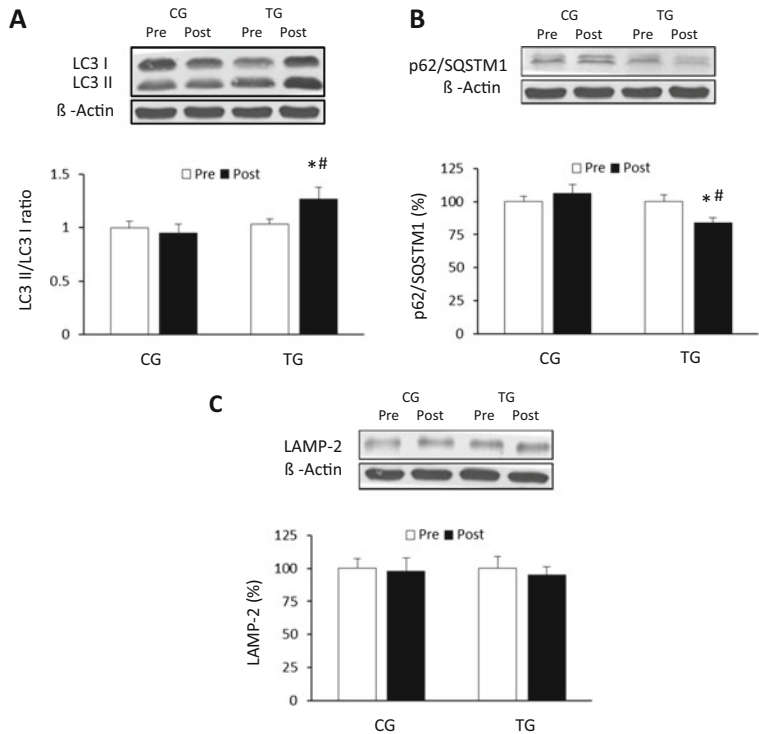 A
CG TG
Pre Post Pre Post
LC3 I
LC3 II
ß -Actin
1.5
1
0.5
0
LC3 II/LC3 I ratio
Pre Post
*#
CG TG
B
CG TG
Pre Post Pre Post
p62/SQSTM1
ß -Actin
125
100
75
50
25
0
p62/SQSTM1 (%)
Pre Post
*#
CG TG
C
CG TG
Pre Post Pre Post
LAMP-2
ß -Actin
125
100
75
50
25
0
LAMP-2 (%)
Pre Post
CG TG